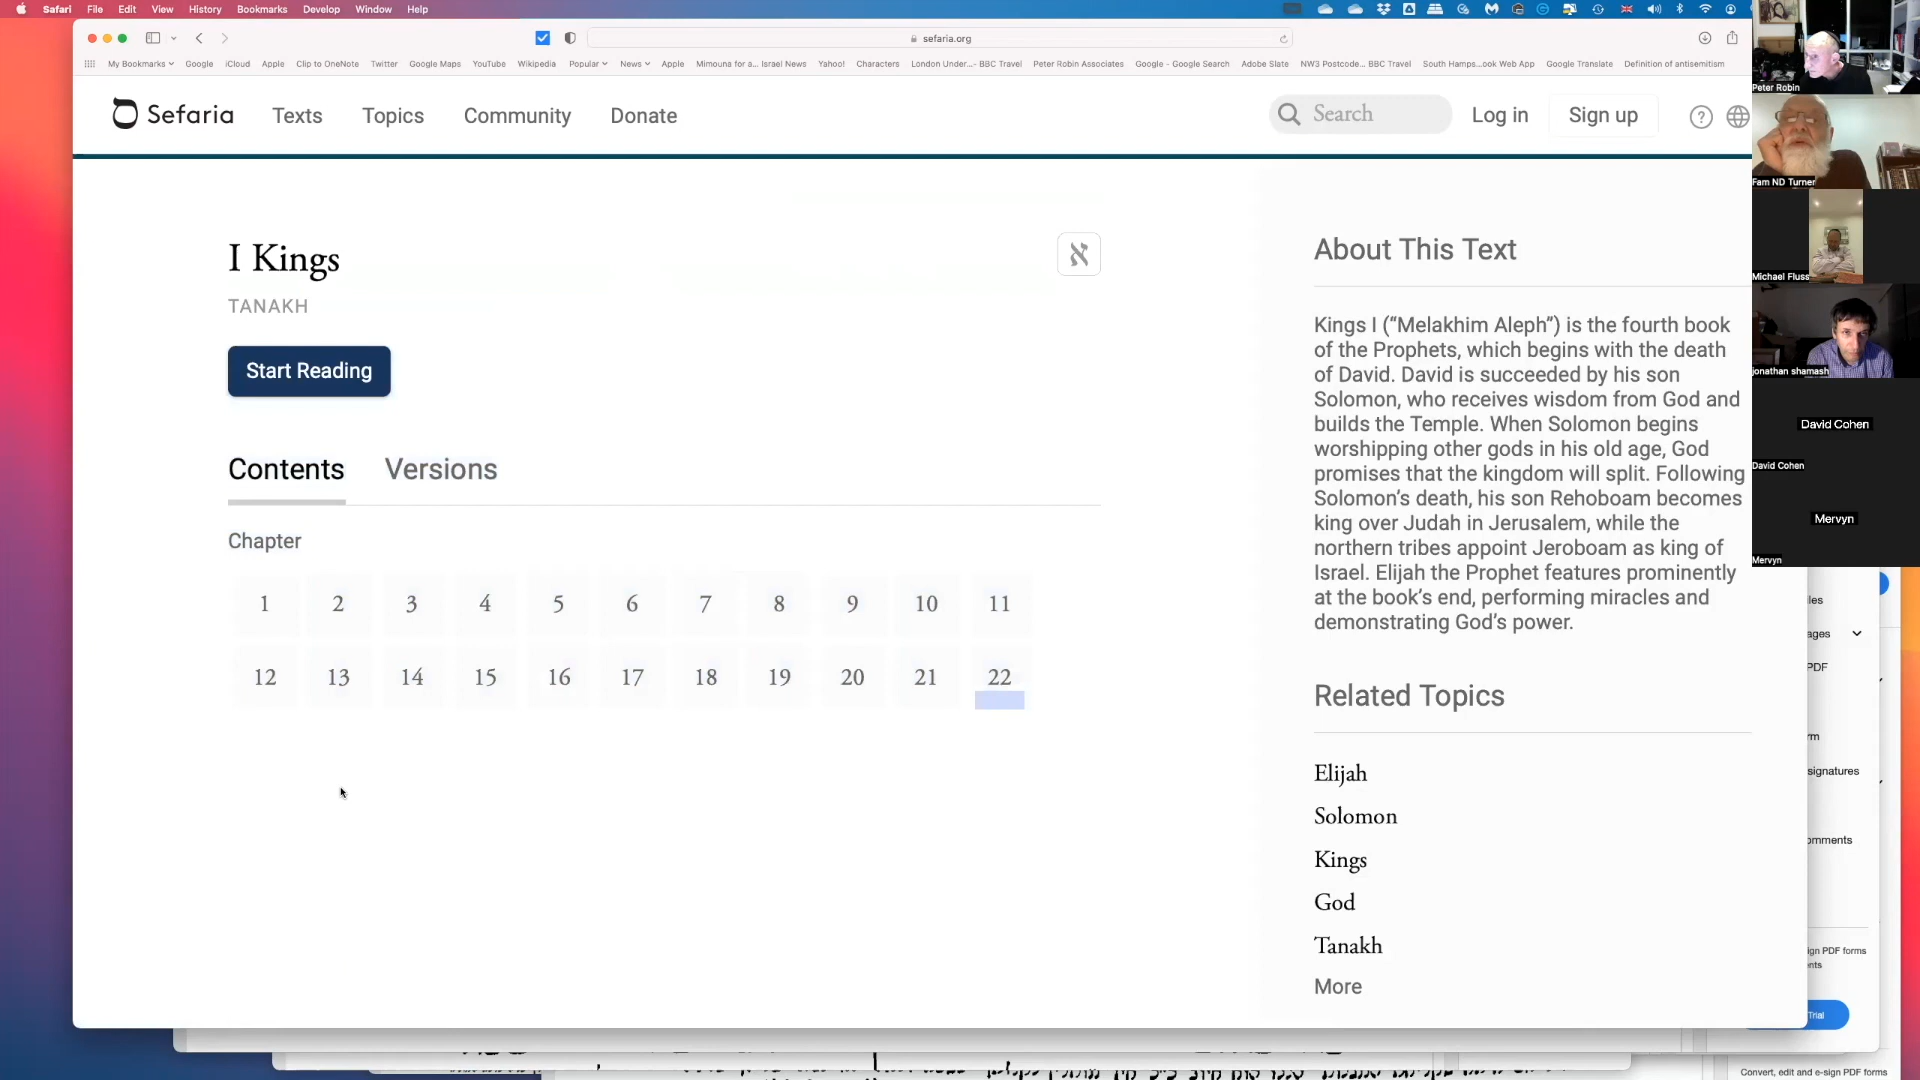 Safari File Edit View History Bookmarks Develop Window Help
sefaria.org
My Bookmarks Google iCloud Apple Clip to OneNote Twitter Google Maps YouTube Wikipedia Popular News Apple Mimouna for a... Israel News Yahoo! Characters London Under...- BBC Travel Peter Robin Associates Google - Google Search Adobe Slate NW3 Postcode... BBC Travel South Hamps...ook Web App Google Translate Definition of antisemitism
Sefaria Texts Topics Community Donate Search Log in Sign up
I Kings
א
TANAKH
Start Reading
Contents Versions
Chapter
1 2 3 4 5 6 7 8 9 10 11
12 13 14 15 16 17 18 19 20 21 22
About This Text
Kings I (“Melakhim Aleph”) is the fourth book
of the Prophets, which begins with the death
of David. David is succeeded by his son
Solomon, who receives wisdom from God and
builds the Temple. When Solomon begins
worshipping other gods in his old age, God
promises that the kingdom will split. Following
Solomon’s death, his son Rehoboam becomes
king over Judah in Jerusalem, while the
northern tribes appoint Jeroboam as king of
Israel. Elijah the Prophet features prominently
at the book’s end, performing miracles and
demonstrating God’s power.
Related Topics
Elijah
Solomon
Kings
God
Tanakh
More
Peter Robin
Fam ND Turner
Michael Fluss
jonathan shamash
David Cohen
David Cohen
Mervyn
Mervyn
les
ages
PDF
rm
signatures
omments
ign PDF forms
nts
Trial
Convert, edit and e-sign PDF forms